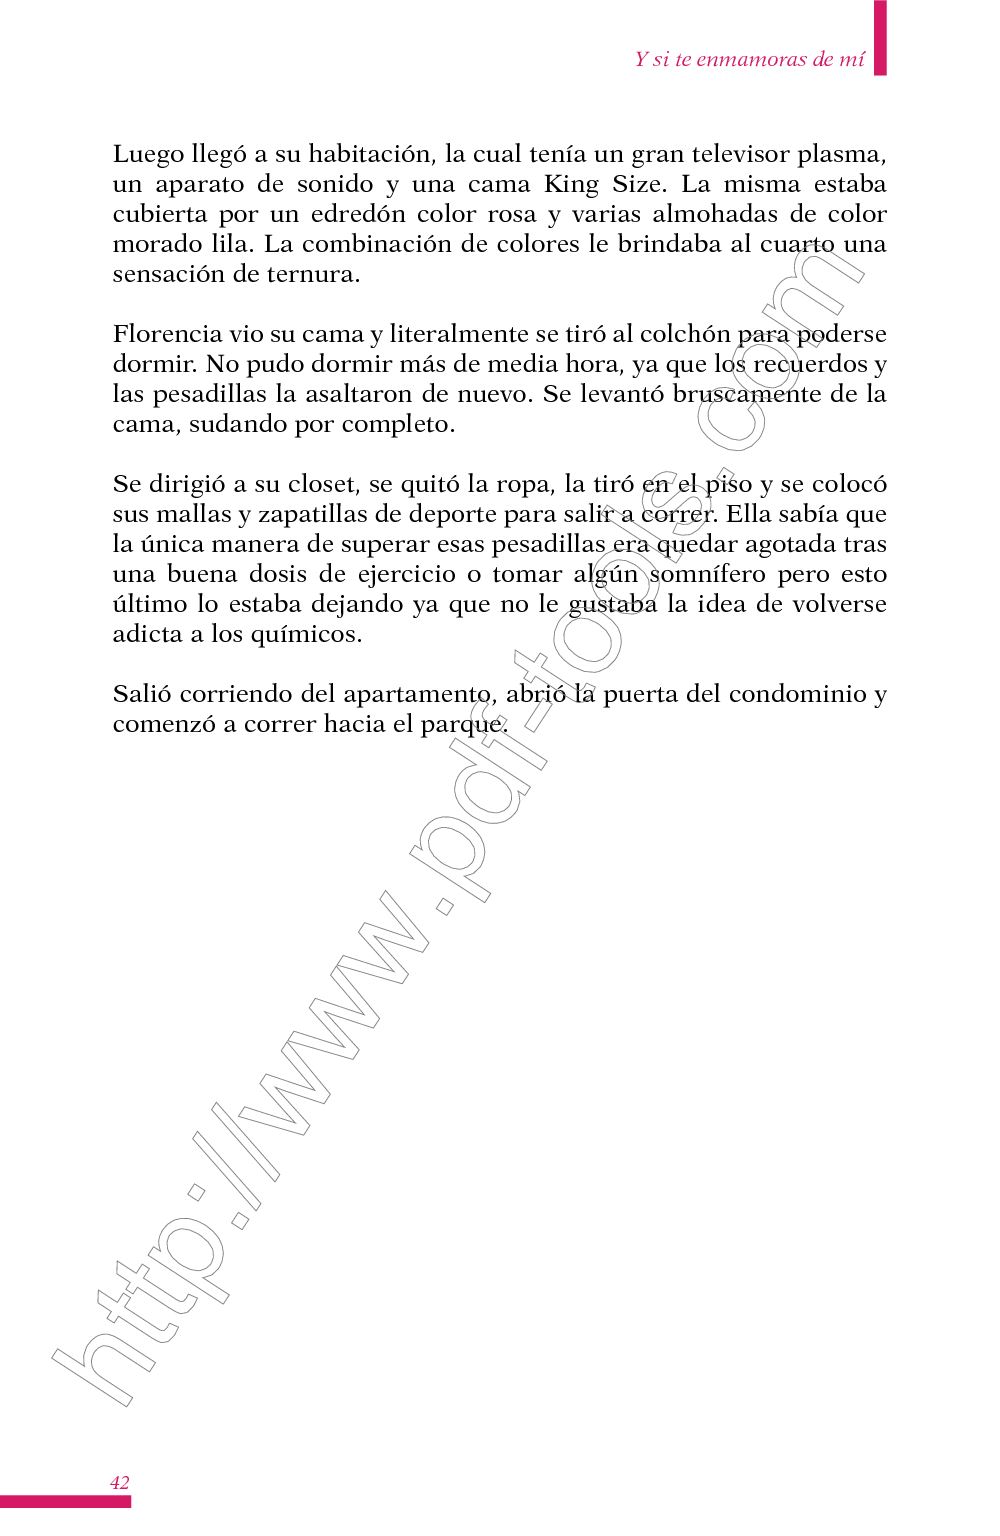 Y si te enmamoras de mí
Luego llegó a su habitación, la cual tenía un gran televisor plasma,
un aparato de sonido y una cama King Size. La misma estaba
cubierta por un edredón color rosa y varias almohadas de color
morado lila. La combinación de colores le brindaba al cuarto una
sensación de ternura.
Florencia vio su cama y literalmente se tiró al colchón para poderse
dormir. No pudo dormir más de media hora, ya que los recuerdos y
las pesadillas la asaltaron de nuevo. Se levantó bruscamente de la
cama, sudando por completo.
Se dirigió a su closet, se quitó la ropa, la tiró en el piso y se colocó
sus mallas y zapatillas de deporte para salir a correr. Ella sabía que
la única manera de superar esas pesadillas era quedar agotada tras
una buena dosis de ejercicio o tomar algún somnífero pero esto
último lo estaba dejando ya que no le gustaba la idea de volverse
adicta a los químicos.
Salió corriendo del apartamento, abrió la puerta del condominio y
comenzó a correr hacia el parque.
http://www.pdf-tools.com
42